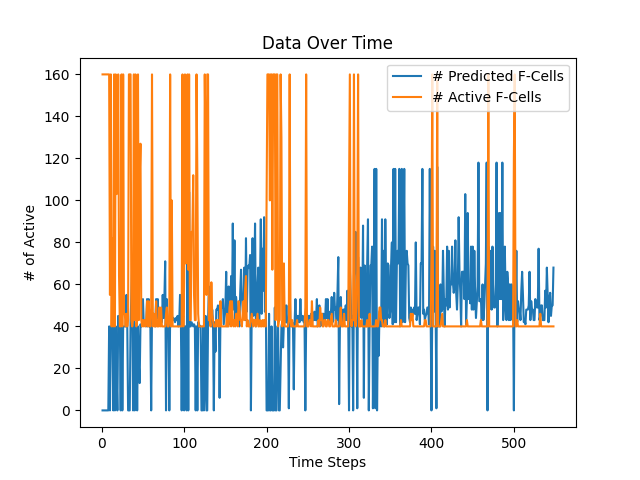 Data Over Time
# Predicted F-Cells
# Active F-Cells
# of Active
160
140
120
100
80
60
40
20
0
0 100 200 300 400 500
Time Steps